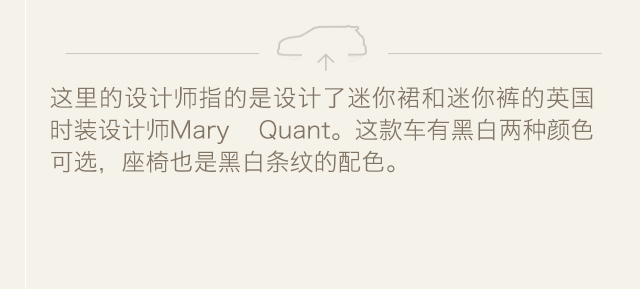 这里的设计师指的是设计了迷你裙和迷你裤的英国
时装设计师Mary Quant。这款车有黑白两种颜色
可选，座椅也是黑白条纹的配色。